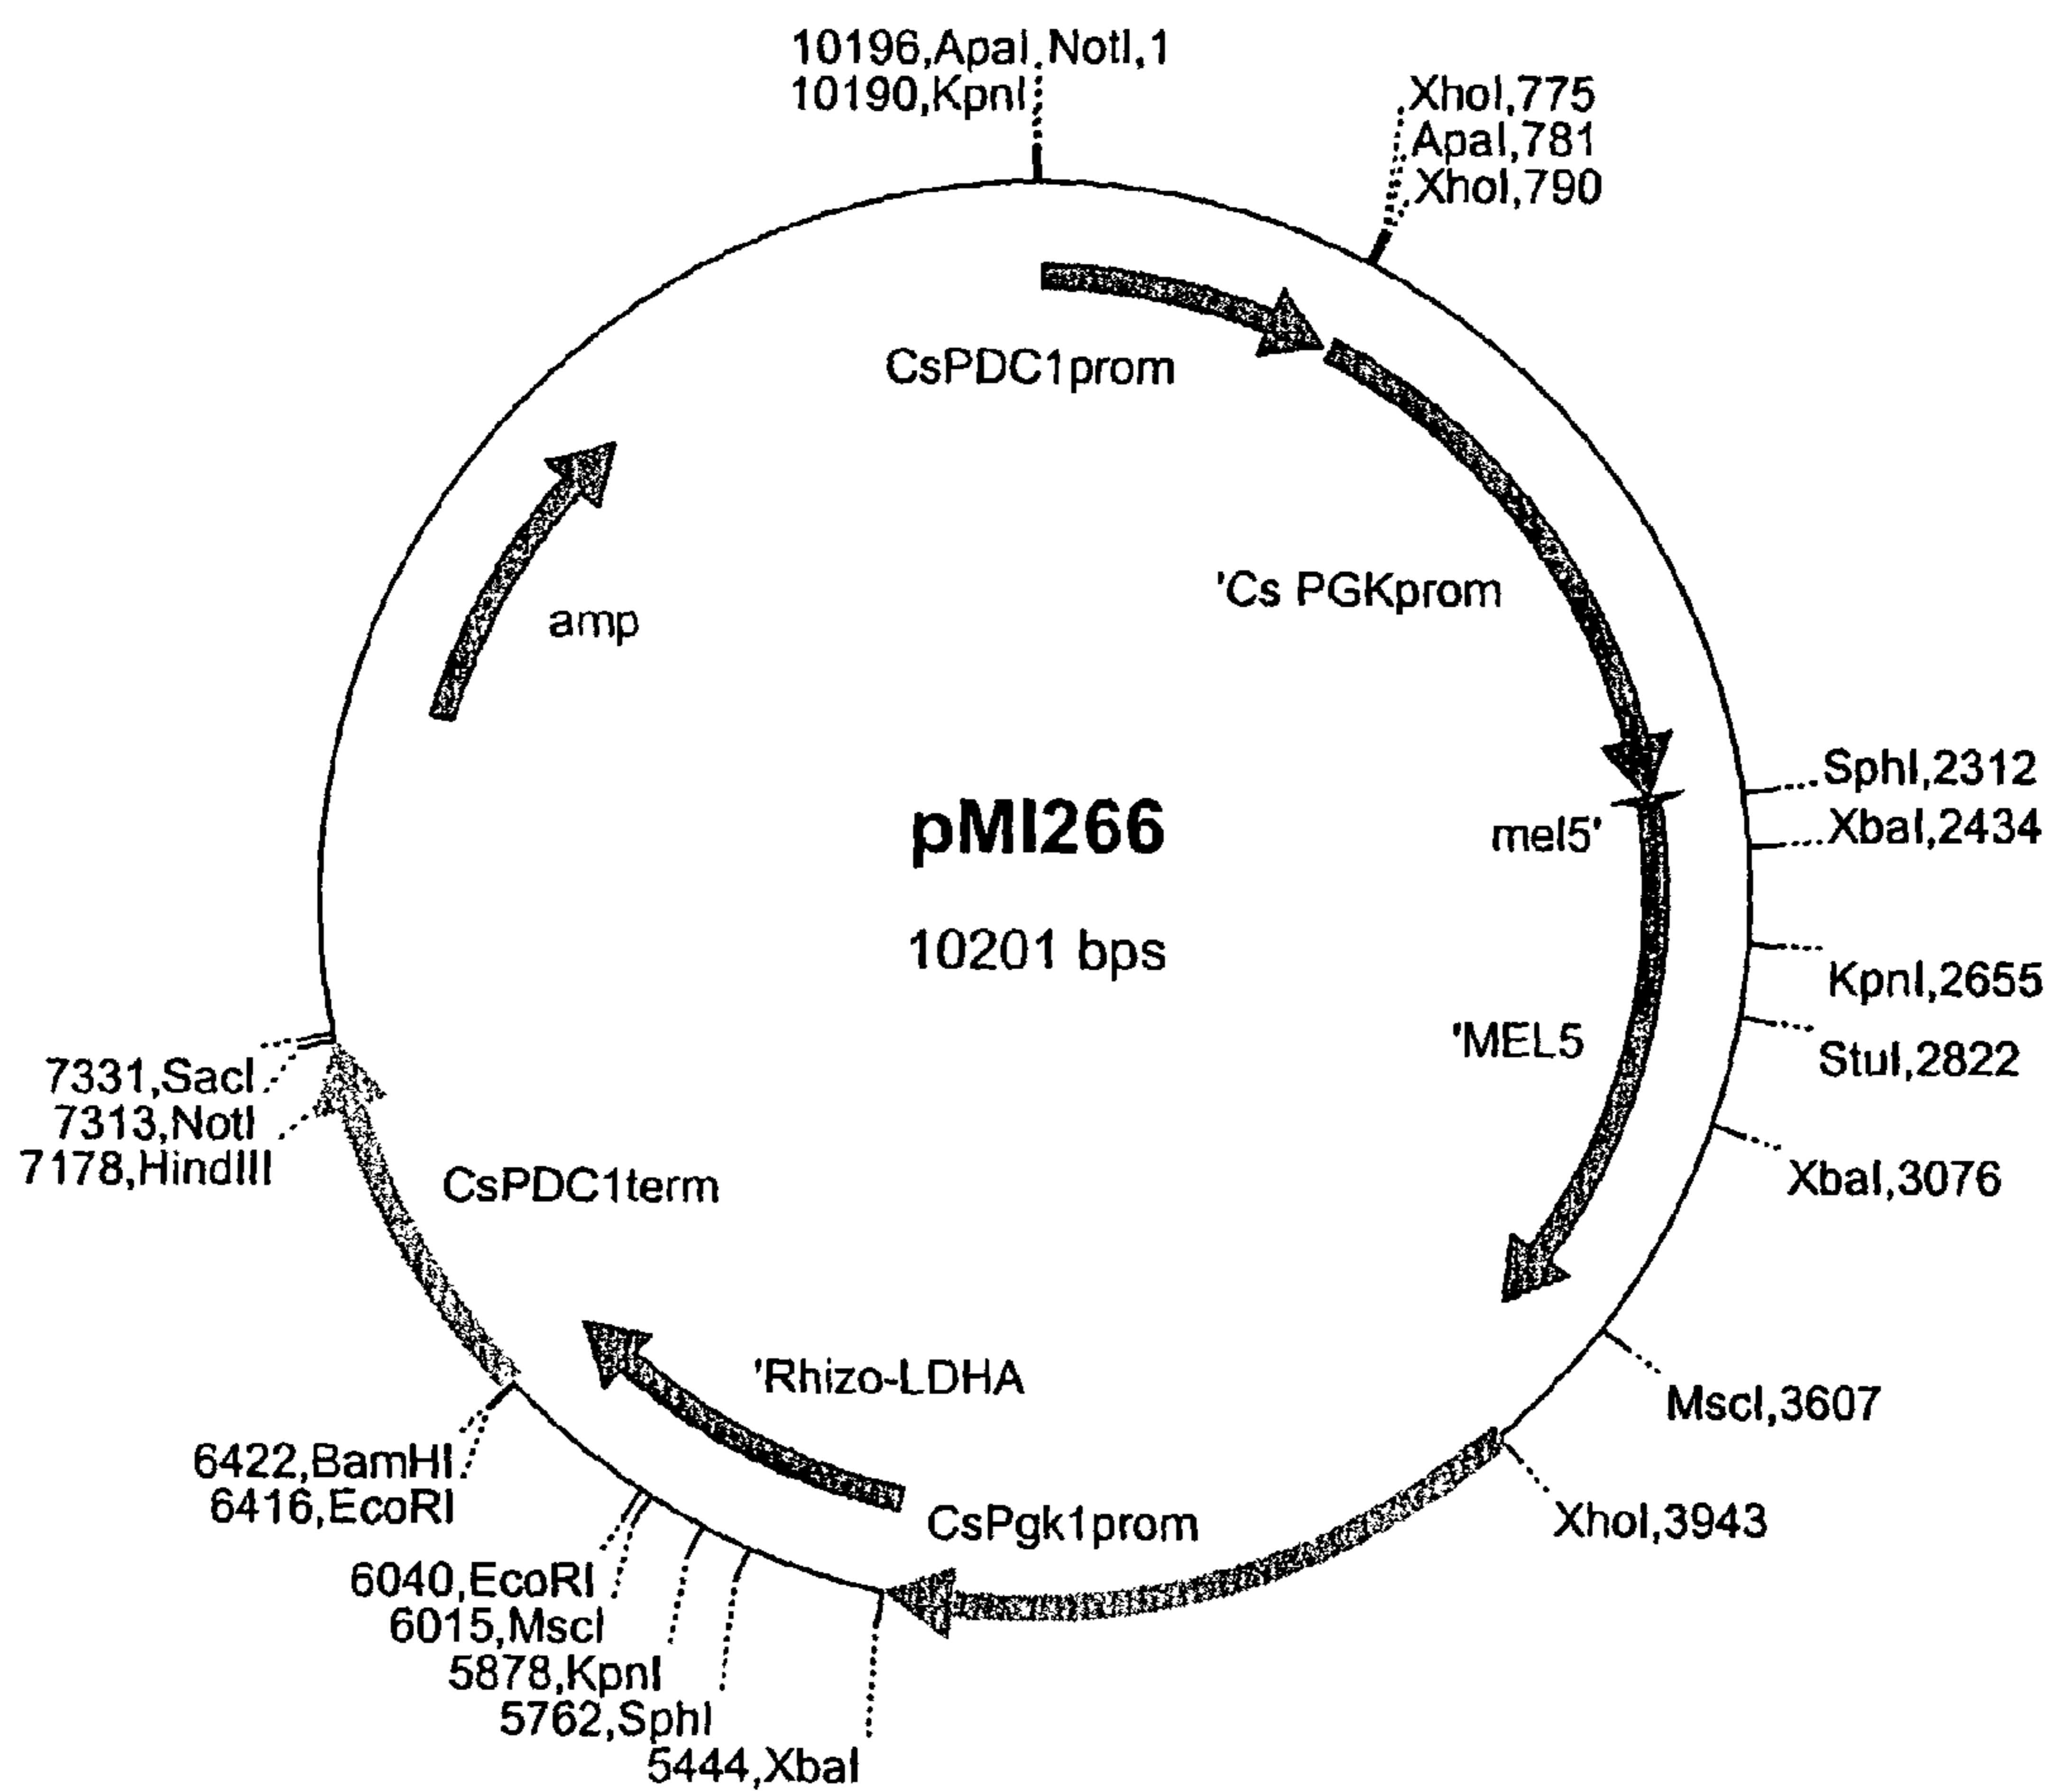 10196,ApaI NotI,1
10190,KpnI
XhoI,775
ApaI,781
XhoI,790
CsPDC1prom
'Cs PGKprom
amp
SphI,2312
XbaI,2434
pMI266
mel5'
10201 bps
KpnI,2655
'MEL5
StuI,2822
7331,SacI
7313,NotI
7178,HindIII
CsPDC1term
XbaI,3076
'Rhizo-LDHA
MscI,3607
6422,BamHI
6416,EcoRI
CsPgk1prom
XhoI,3943
6040,EcoRI
6015,MscI
5878,KpnI
5762,SphI
5444,XbaI